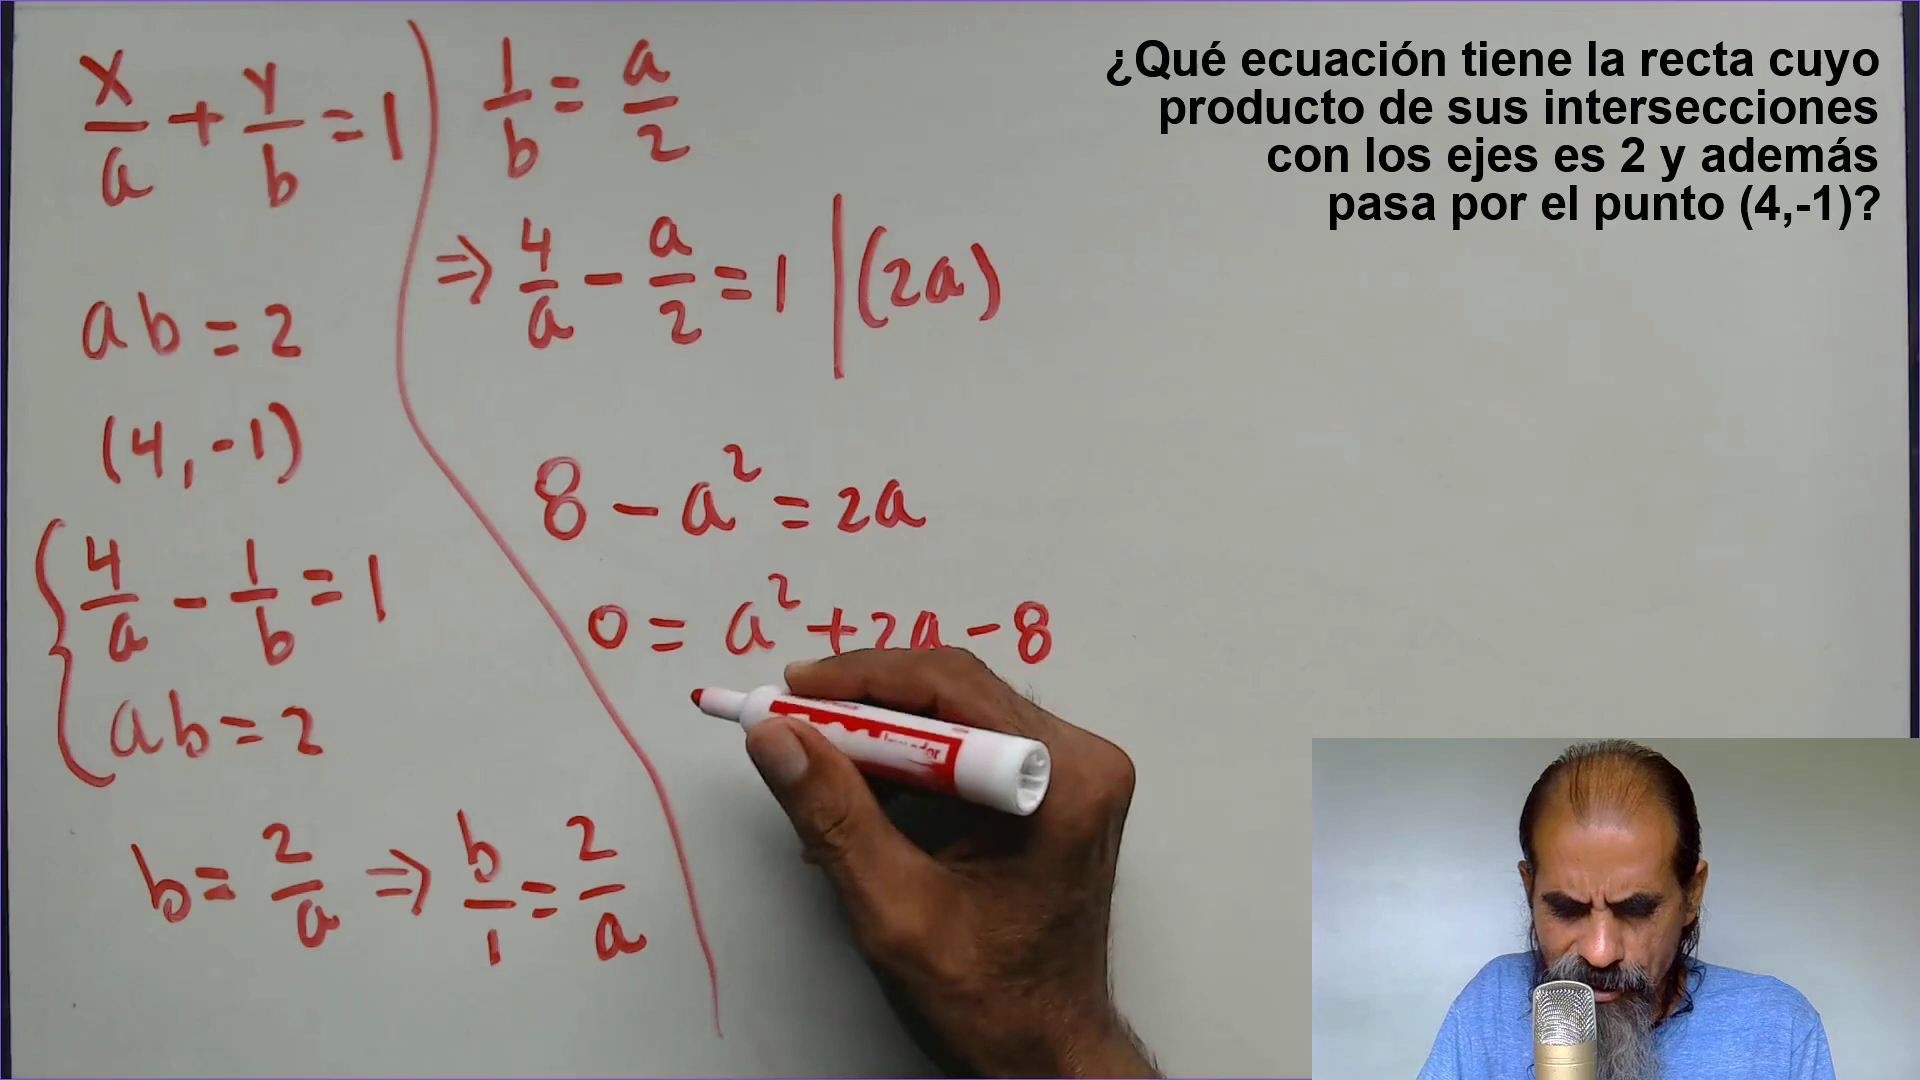 ¿Qué ecuación tiene la recta cuyo
producto de sus intersecciones
con los ejes es 2 y además
pasa por el punto (4,-1)?
x/a + y/b = 1
ab = 2
(4, -1)
4/a - 1/b = 1
ab = 2
b = 2/a ⇒ b/1 = 2/a
1/b = a/2
⇒ 4/a - a/2 = 1 | (2a)
8 - a² = 2a
0 = a² + 2a - 8